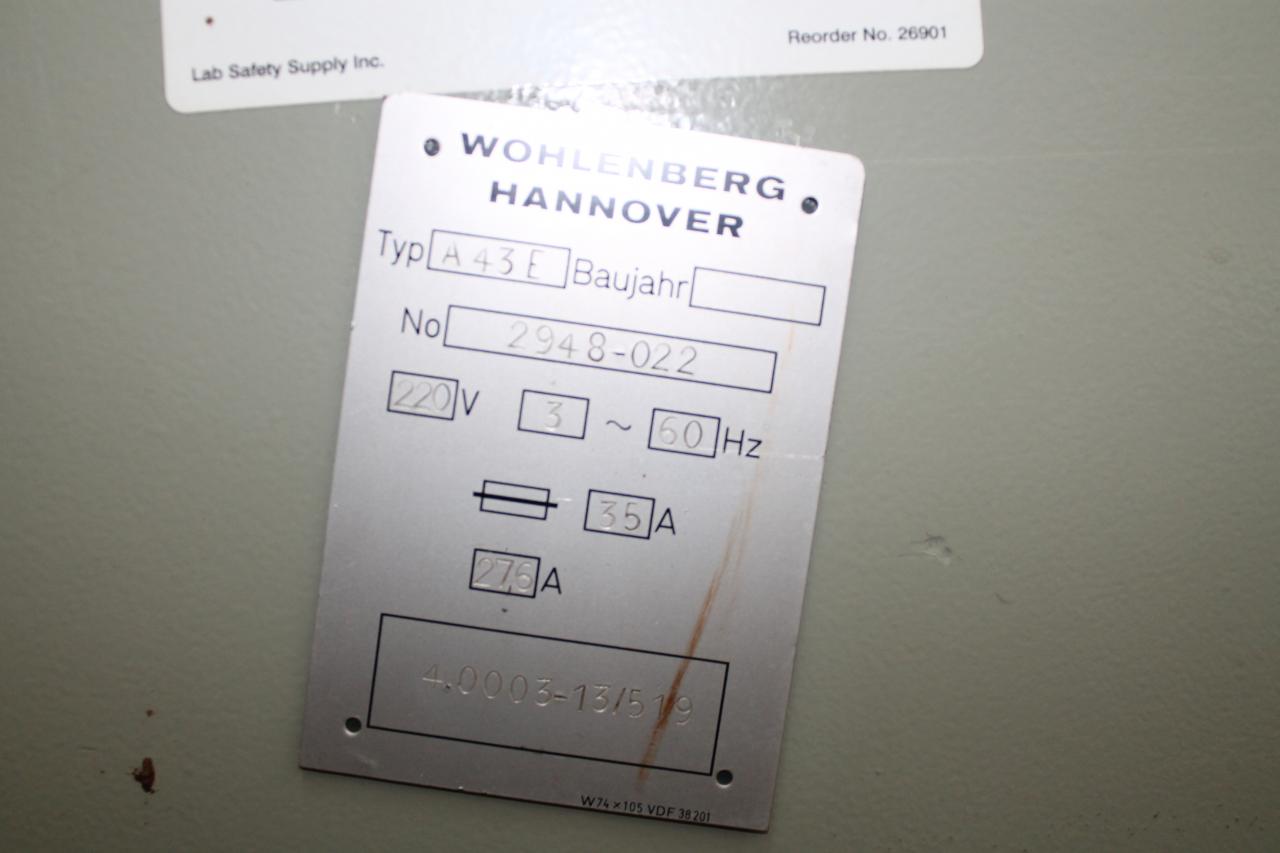 Lab Safety Supply Inc.
Reorder No. 26901
WOHLENBERG
HANNOVER
Typ A43E Baujahr
No 2948-022
220 V 3 ~ 60 Hz
35 A
27,6 A
4.0003-13/519
W74×105 VDF 38201